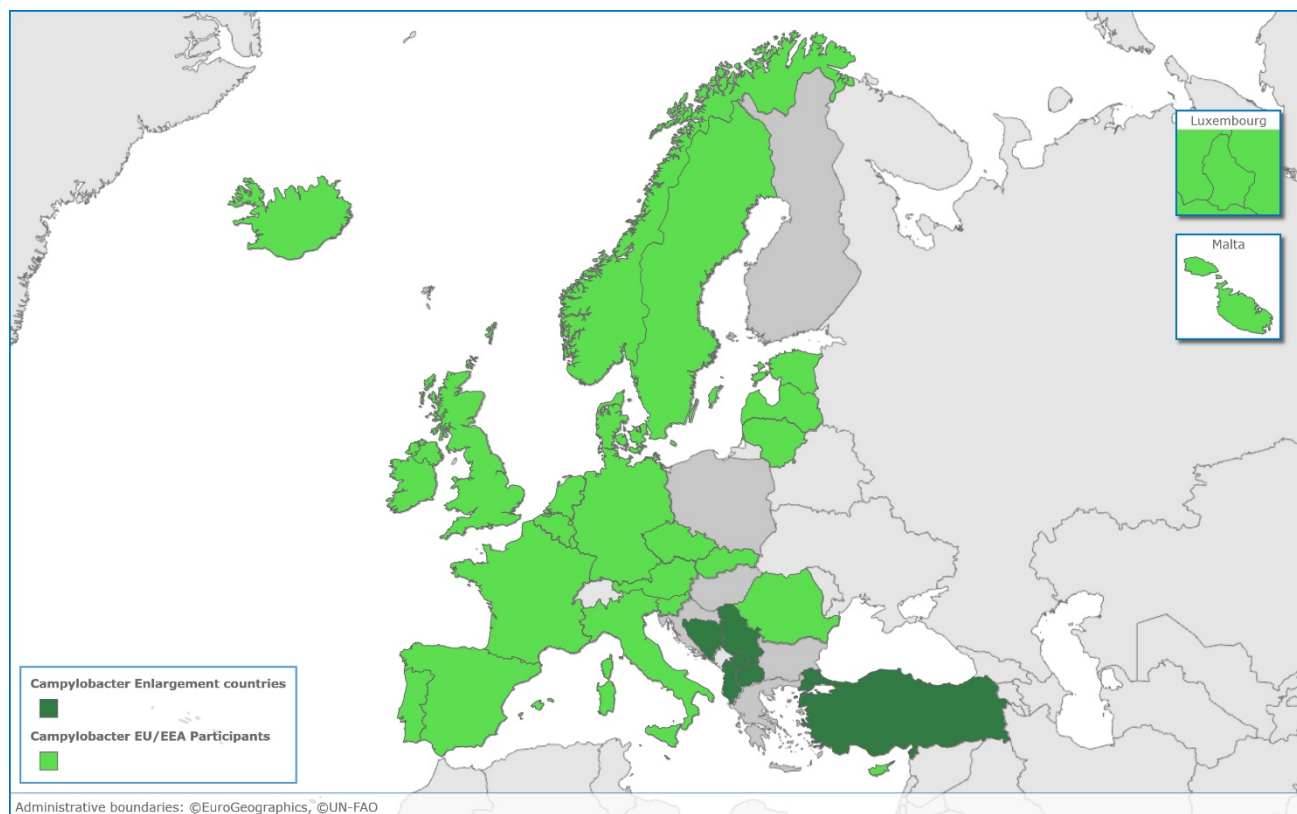 Luxembourg
Malta
Campylobacter Enlargement countries
Campylobacter EU/EEA Participants
Administrative boundaries: ©EuroGeographics, ©UN-FAO